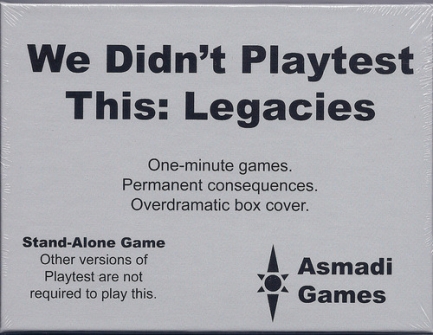 We Didn't Playtest
This: Legacies
One-minute games.
Permanent consequences.
Overdramatic box cover.
Stand-Alone Game
Other versions of
Playtest are not
required to play this.
Asmadi
Games